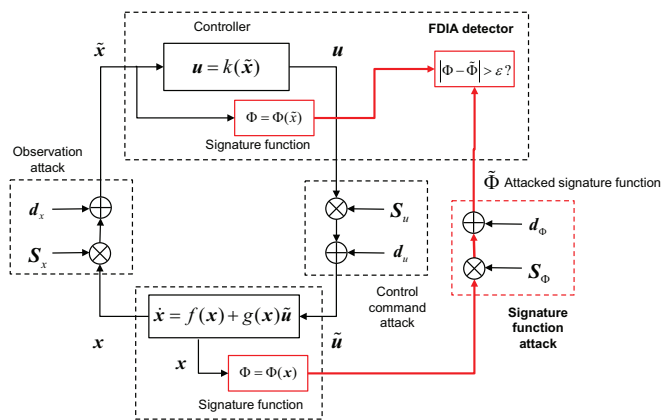 Controller
FDIA detector
x̃
u = k(x̃)
u
|Φ − Φ̃| > ε?
Φ = Φ(x̃)
Signature function
Observation
attack
d_x
S_x
S_u
d_u
Control
command
attack
Φ̃ Attacked signature function
d_Φ
S_Φ
Signature
function
attack
ẋ = f(x) + g(x)ũ
x
ũ
x
Φ = Φ(x)
Signature function